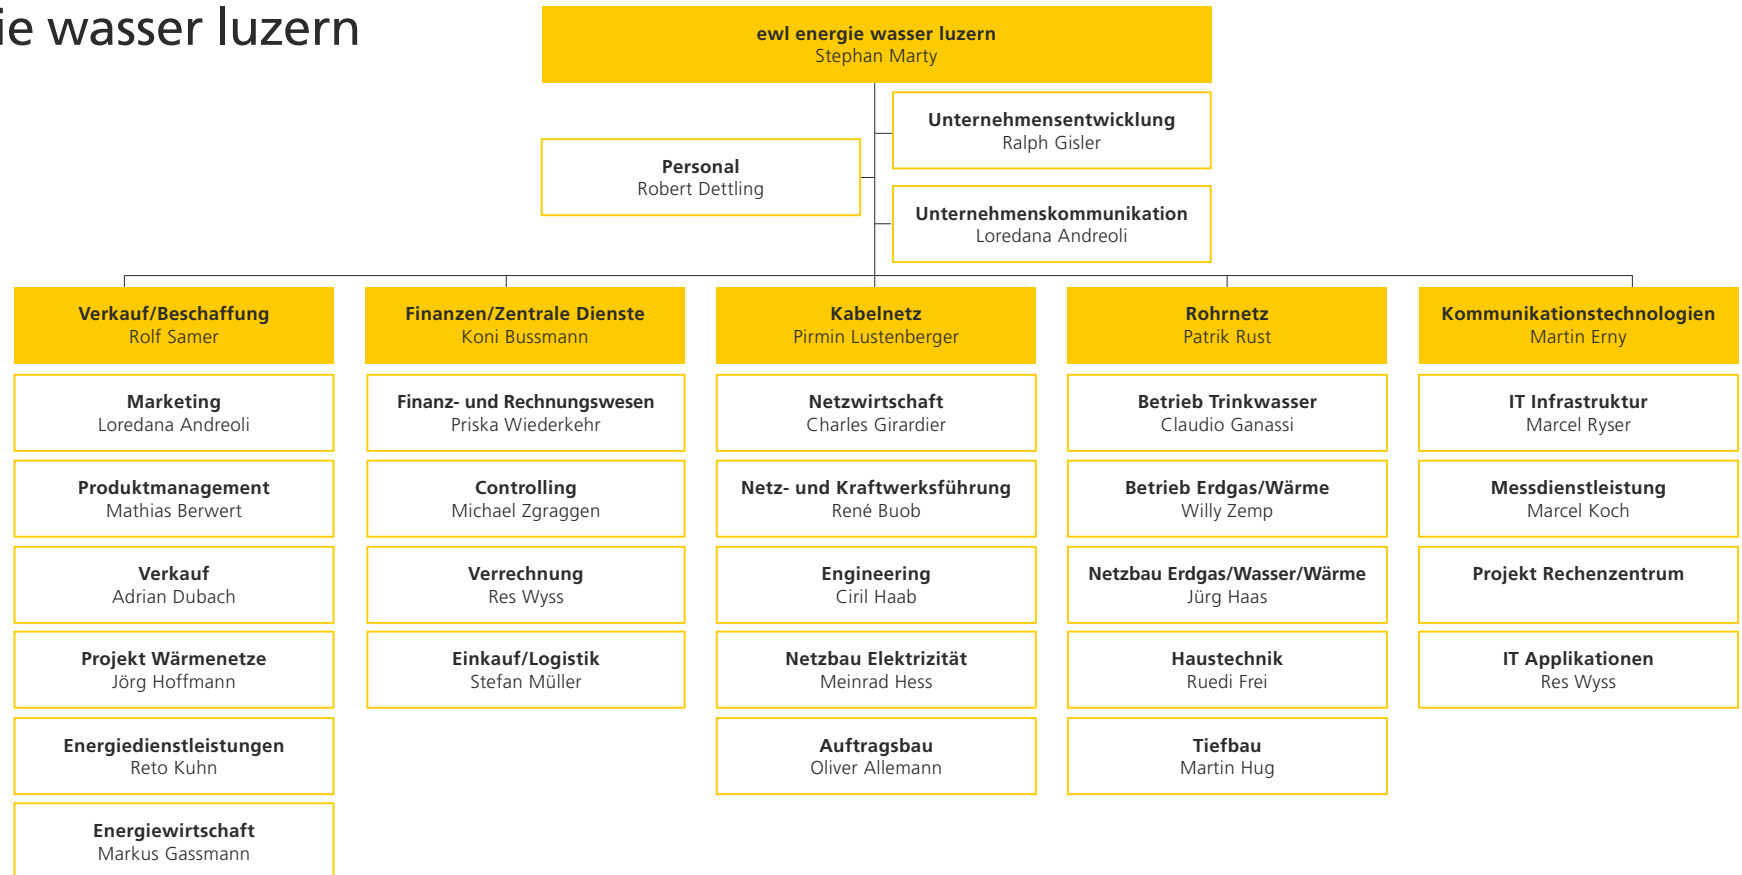 ie wasser luzern
ewl energie wasser luzern
Stephan Marty
Unternehmensentwicklung
Ralph Gisler
Personal
Robert Dettling
Unternehmenskommunikation
Loredana Andreoli
Verkauf/Beschaffung
Rolf Samer
Marketing
Loredana Andreoli
Produktmanagement
Mathias Berwert
Verkauf
Adrian Dubach
Projekt Wärmenetze
Jörg Hoffmann
Energiedienstleistungen
Reto Kuhn
Energiewirtschaft
Markus Gassmann
Finanzen/Zentrale Dienste
Koni Bussmann
Finanz- und Rechnungswesen
Priska Wiederkehr
Controlling
Michael Zgraggen
Verrechnung
Res Wyss
Einkauf/Logistik
Stefan Müller
Kabelnetz
Pirmin Lustenberger
Netzwirtschaft
Charles Girardier
Netz- und Kraftwerksführung
René Buob
Engineering
Ciril Haab
Netzbau Elektrizität
Meinrad Hess
Auftragsbau
Oliver Allemann
Rohrnetz
Patrik Rust
Betrieb Trinkwasser
Claudio Ganassi
Betrieb Erdgas/Wärme
Willy Zemp
Netzbau Erdgas/Wasser/Wärme
Jürg Haas
Haustechnik
Ruedi Frei
Tiefbau
Martin Hug
Kommunikationstechnologien
Martin Erny
IT Infrastruktur
Marcel Ryser
Messdienstleistung
Marcel Koch
Projekt Rechenzentrum
IT Applikationen
Res Wyss